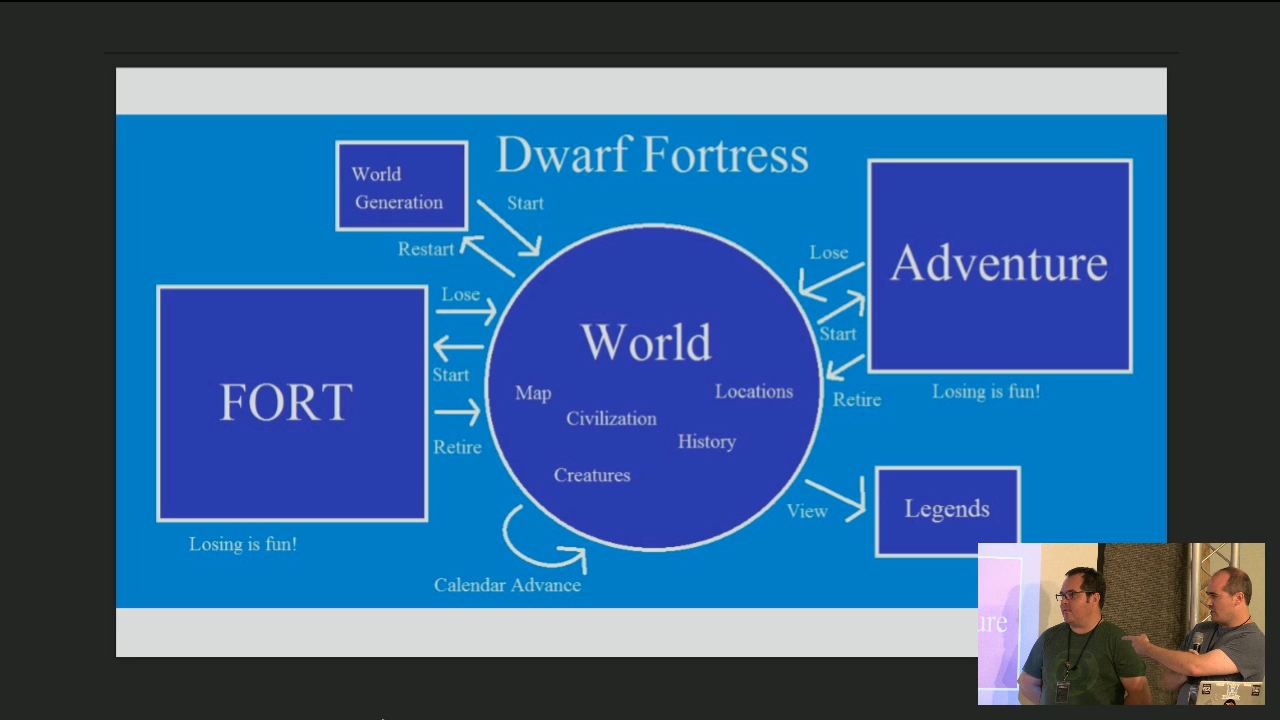 Dwarf Fortress
World
Generation
Start
Restart
Lose
Start
Retire
FORT
Losing is fun!
World
Map
Locations
Civilization
History
Creatures
Calendar Advance
Lose
Start
Retire
Adventure
Losing is fun!
View
Legends
ure